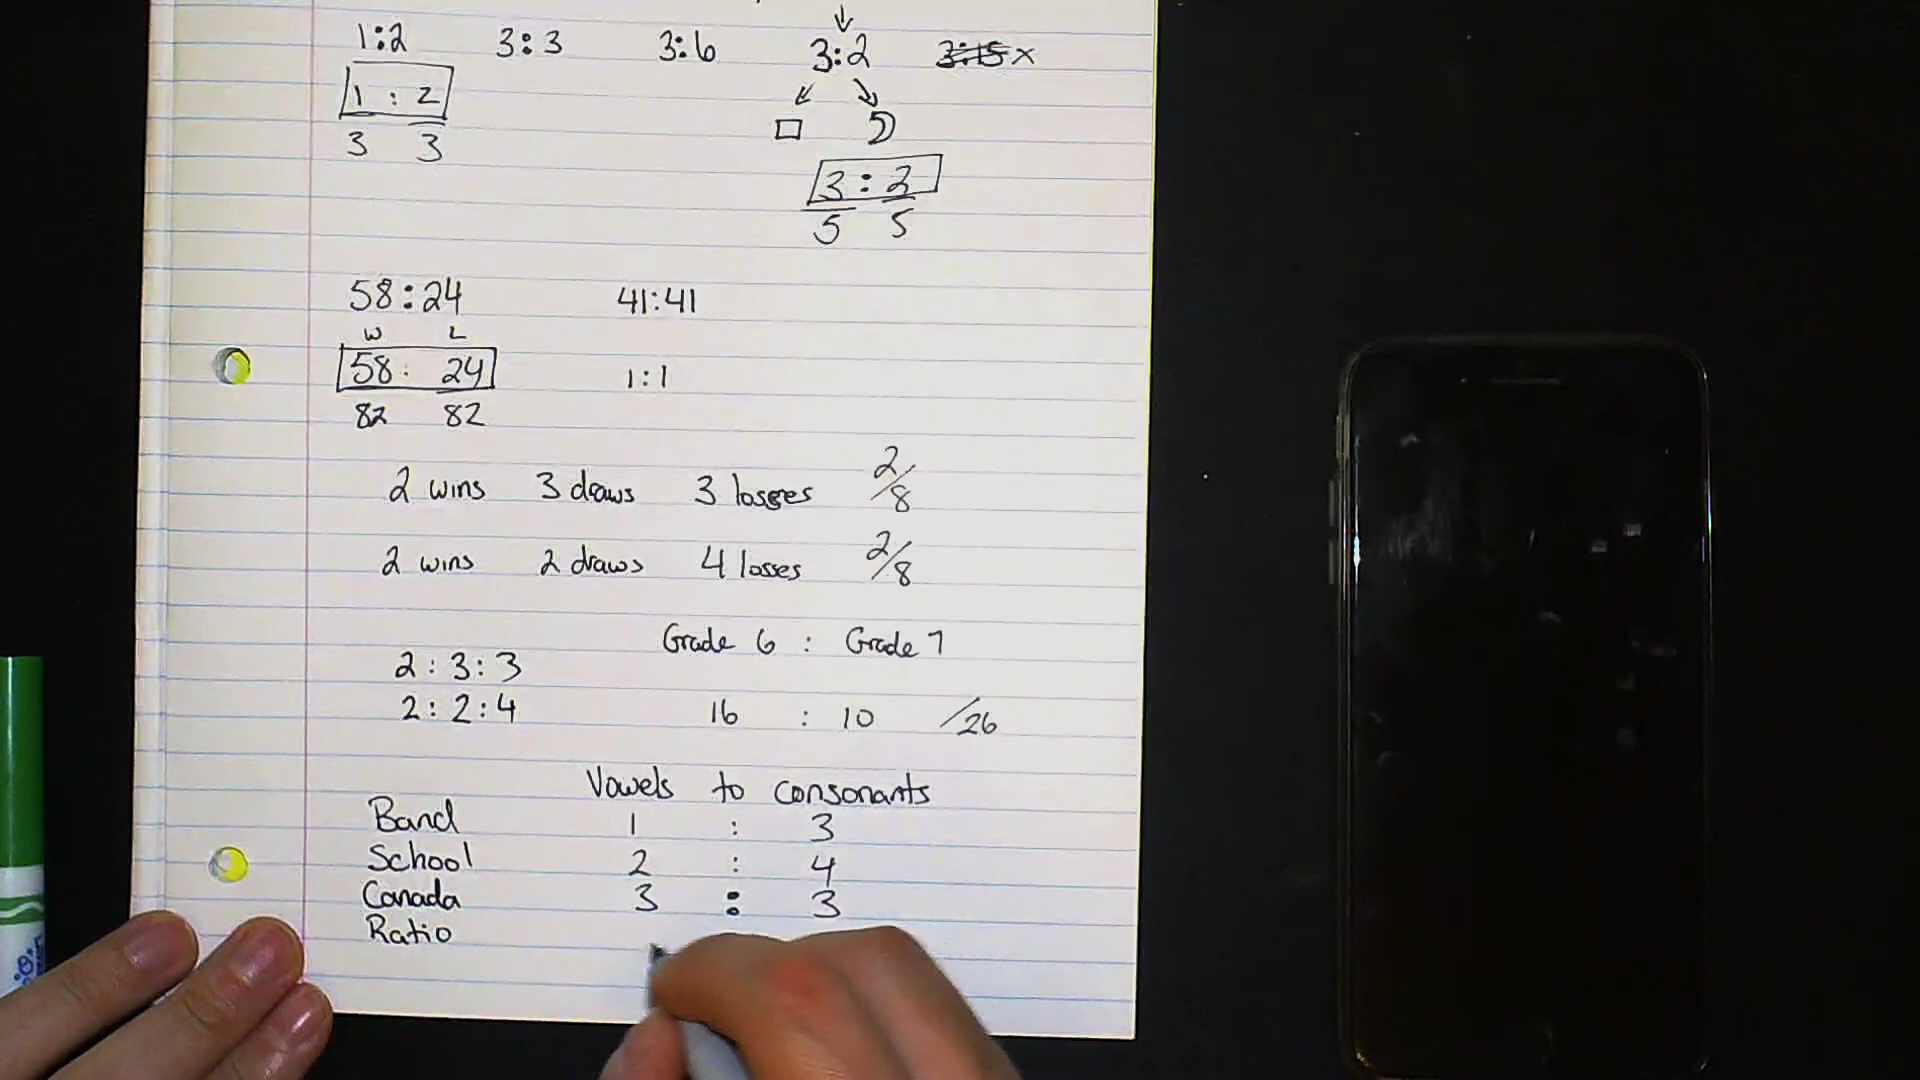 1:2 3:3 3:6 3:2 3:15 x
1 : 2
3 3
3 : 2
5 5
58:24 41:41
W L
58: 24 1:1
82 82
2 wins 3 draws 3 losses 2/8
2 wins 2 draws 4 losses 2/8
Grade 6 : Grade 7
2:3:3
2:2:4 16 : 10 /26
Vowels to consonants
Band 1 : 3
School 2 : 4
Canada 3 : 3
Ratio